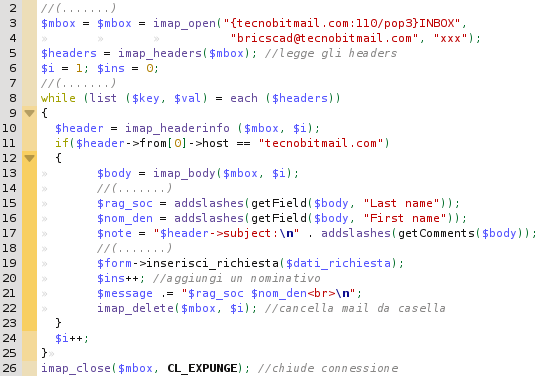 2 //(.......)
3 $mbox = $mbox = imap_open("{tecnobitmail.com:110/pop3}INBOX",
4 » » » "bricscad@tecnobitmail.com", "xxx");
5 $headers = imap_headers($mbox); //legge gli headers
6 $i = 1; $ins = 0;
7 //(.......)
8 while (list ($key, $val) = each ($headers))
9 {
10 $header = imap_headerinfo ($mbox, $i);
11 if($header->from[0]->host == "tecnobitmail.com")
12 {
13 » $body = imap_body($mbox, $i);
14 » //(.......)
15 » $rag_soc = addslashes(getField($body, "Last name"));
16 » $nom_den = addslashes(getField($body, "First name"));
17 » $note = "$header->subject:\n" . addslashes(getComments($body));
18 » //(.......)
19 » $form->inserisci_richiesta($dati_richiesta);
20 » $ins++; //aggiungi un nominativo
21 » $message .= "$rag_soc $nom_den<br>\n";
22 » imap_delete($mbox, $i); //cancella mail da casella
23 }
24 $i++;
25 }»
26 imap_close($mbox, CL_EXPUNGE); //chiude connessione